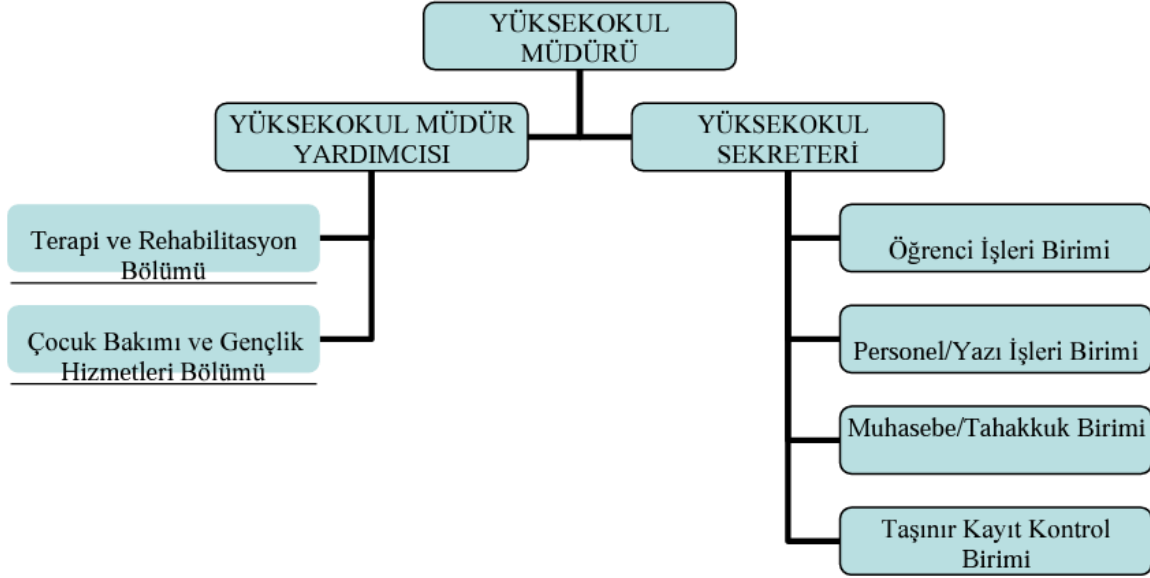 YÜKSEKOKUL
MÜDÜRÜ
YÜKSEKOKUL MÜDÜR
YARDIMCISI
YÜKSEKOKUL
SEKRETERİ
Terapi ve Rehabilitasyon
Bölümü
Çocuk Bakımı ve Gençlik
Hizmetleri Bölümü
Öğrenci İşleri Birimi
Personel/Yazı İşleri Birimi
Muhasebe/Tahakkuk Birimi
Taşınır Kayıt Kontrol
Birimi